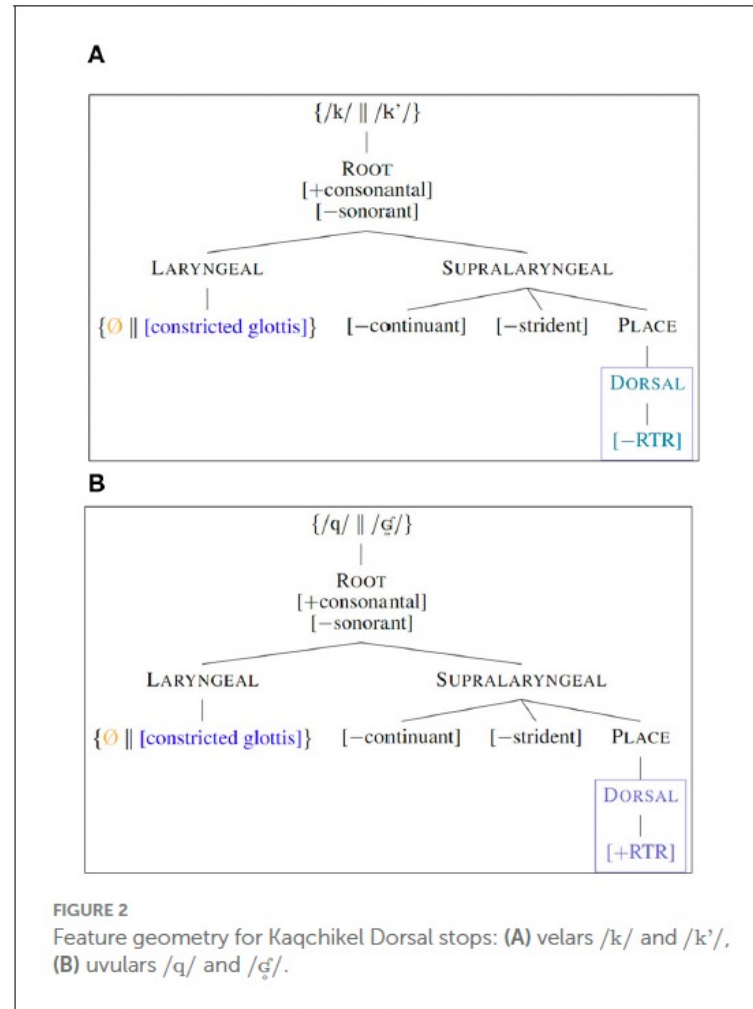 A
{/k/ ‖ /k’/}
ROOT
[+consonantal]
[−sonorant]
LARYNGEAL SUPRALARYNGEAL
{Ø ‖ [constricted glottis]} [−continuant] [−strident] PLACE
DORSAL
[−RTR]
B
{/q/ ‖ /ʛ̥/}
ROOT
[+consonantal]
[−sonorant]
LARYNGEAL SUPRALARYNGEAL
{Ø ‖ [constricted glottis]} [−continuant] [−strident] PLACE
DORSAL
[+RTR]
FIGURE 2
Feature geometry for Kaqchikel Dorsal stops: (A) velars /k/ and /k’/,
(B) uvulars /q/ and /ʛ̥/.